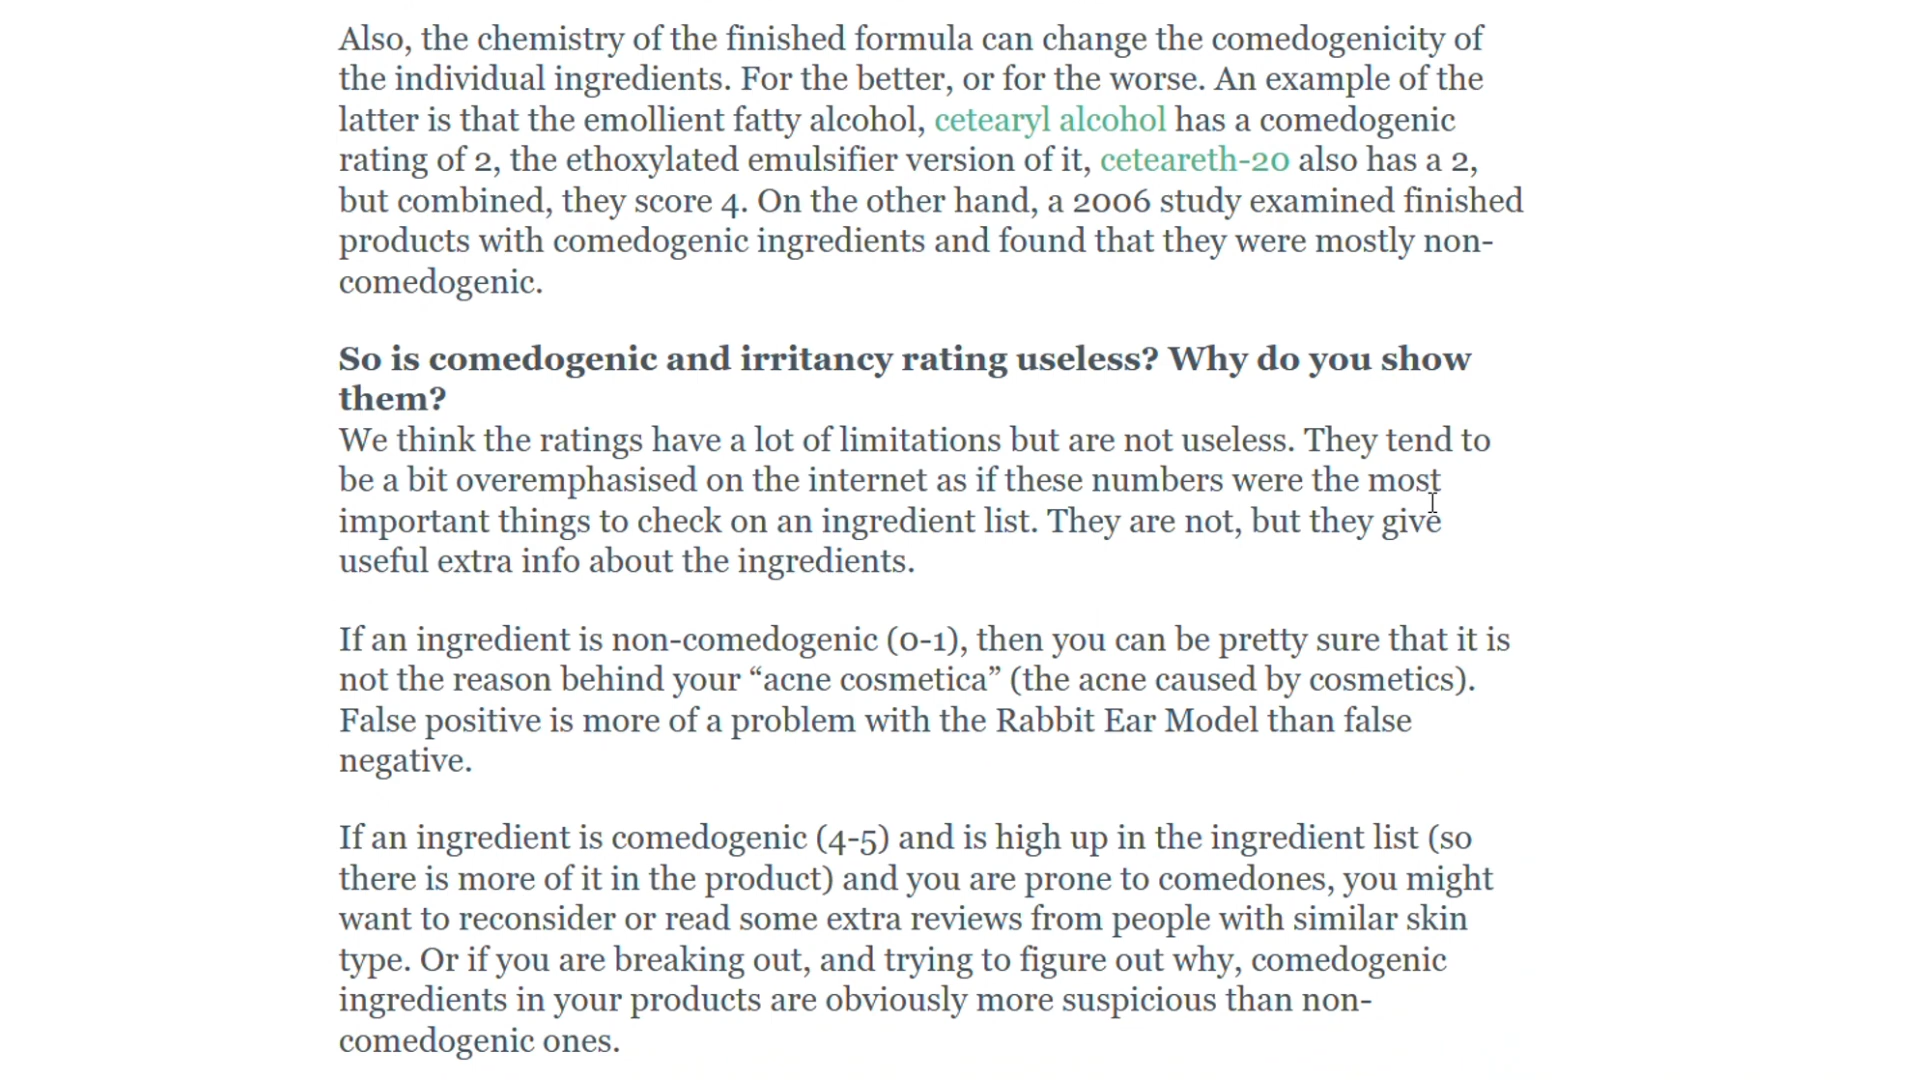 Also, the chemistry of the finished formula can change the comedogenicity of
the individual ingredients. For the better, or for the worse. An example of the
latter is that the emollient fatty alcohol, cetearyl alcohol has a comedogenic
rating of 2, the ethoxylated emulsifier version of it, ceteareth-20 also has a 2,
but combined, they score 4. On the other hand, a 2006 study examined finished
products with comedogenic ingredients and found that they were mostly non-
comedogenic.
So is comedogenic and irritancy rating useless? Why do you show
them?
We think the ratings have a lot of limitations but are not useless. They tend to
be a bit overemphasised on the internet as if these numbers were the most
important things to check on an ingredient list. They are not, but they give
useful extra info about the ingredients.
If an ingredient is non-comedogenic (0-1), then you can be pretty sure that it is
not the reason behind your “acne cosmetica” (the acne caused by cosmetics).
False positive is more of a problem with the Rabbit Ear Model than false
negative.
If an ingredient is comedogenic (4-5) and is high up in the ingredient list (so
there is more of it in the product) and you are prone to comedones, you might
want to reconsider or read some extra reviews from people with similar skin
type. Or if you are breaking out, and trying to figure out why, comedogenic
ingredients in your products are obviously more suspicious than non-
comedogenic ones.